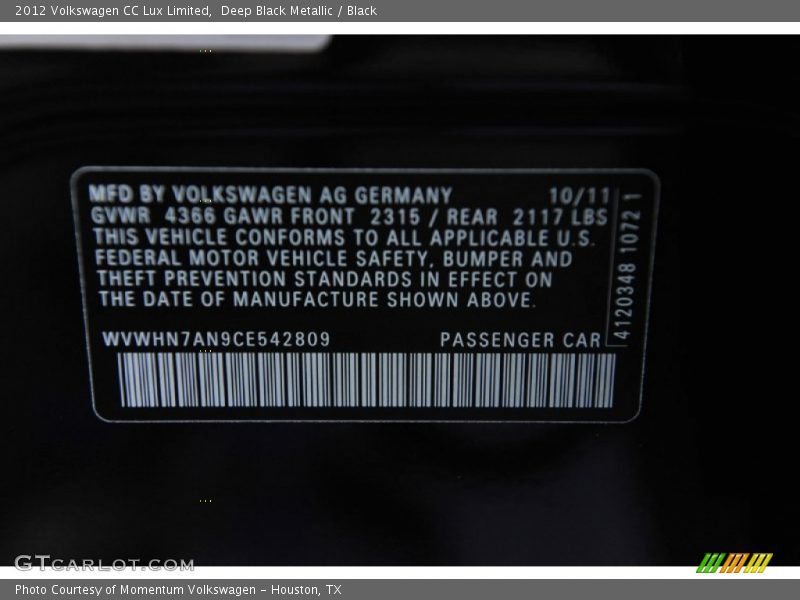 2012 Volkswagen CC Lux Limited,  Deep Black Metallic / Black
MFD BY VOLKSWAGEN AG GERMANY 10/11
GVWR 4366 GAWR FRONT 2315 / REAR 2117 LBS
THIS VEHICLE CONFORMS TO ALL APPLICABLE U.S.
FEDERAL MOTOR VEHICLE SAFETY, BUMPER AND
THEFT PREVENTION STANDARDS IN EFFECT ON
THE DATE OF MANUFACTURE SHOWN ABOVE.
WVWHN7AN9CE542809 PASSENGER CAR
4120348 1072 1
GTCARLOT.COM
Photo Courtesy of Momentum Volkswagen - Houston, TX